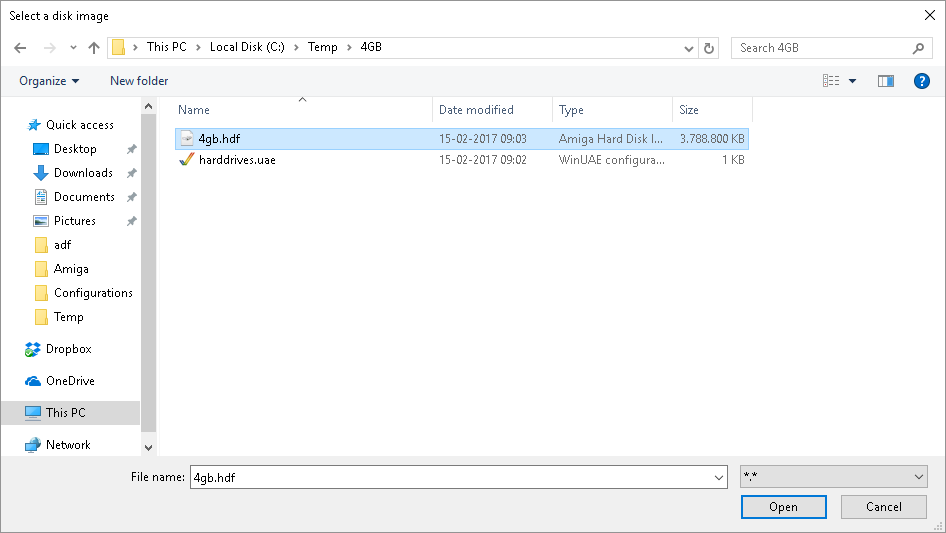 Select a disk image
This PC > Local Disk (C:) > Temp > 4GB
Search 4GB
Organize
New folder
?
Quick access
Desktop
Downloads
Documents
Pictures
adf
Amiga
Configurations
Temp
Dropbox
OneDrive
This PC
Network
Name Date modified Type Size
4gb.hdf 15-02-2017 09:03 Amiga Hard Disk I... 3.788.800 KB
harddrives.uae 15-02-2017 09:02 WinUAE configura... 1 KB
File name: 4gb.hdf *.*
Open Cancel